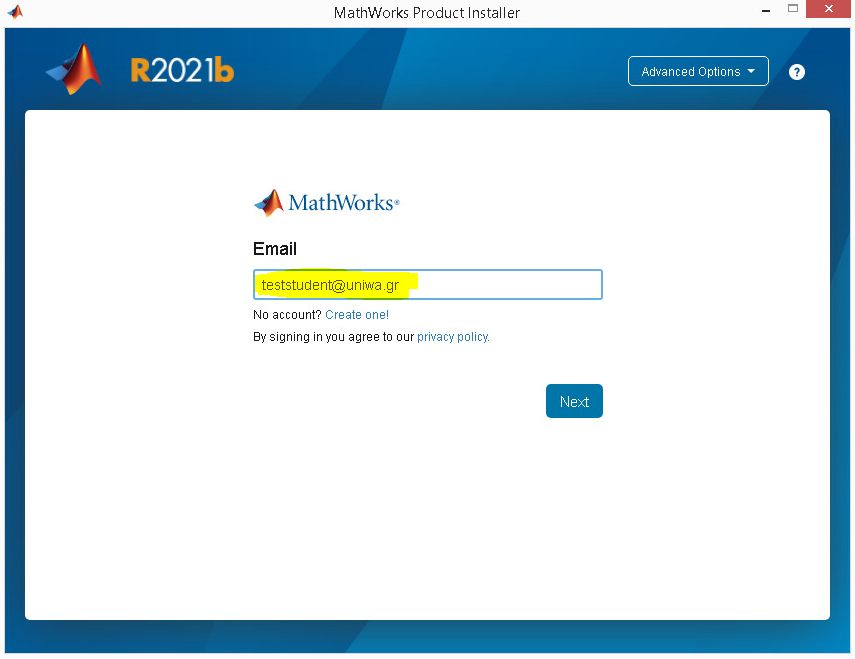 MathWorks Product Installer
R2021b
Advanced Options
?
MathWorks®
Email
teststudent@uniwa.gr
No account? Create one!
By signing in you agree to our privacy policy.
Next